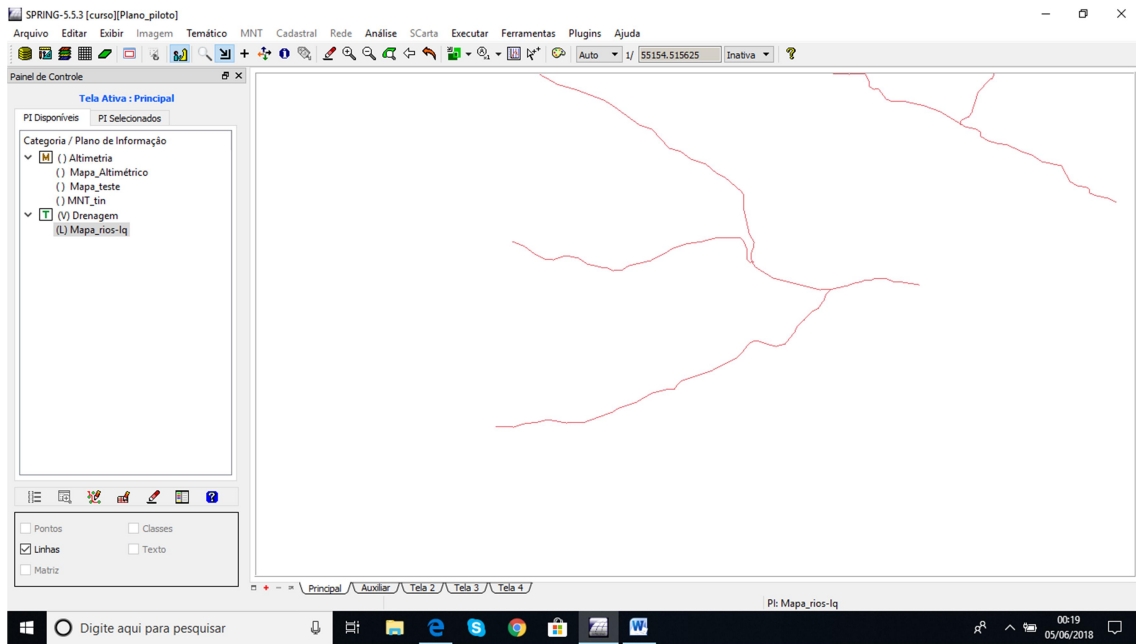 SPRING-5.5.3 [curso][Plano_piloto]
Arquivo Editar Exibir Imagem Temático MNT Cadastral Rede Análise SCarta Executar Ferramentas Plugins Ajuda
Auto 1/ 55154.515625 Inativa
Painel de Controle
Tela Ativa : Principal
PI Disponíveis PI Selecionados
Categoria / Plano de Informação
M ( ) Altimetria
( ) Mapa_Altimétrico
( ) Mapa_teste
( ) MNT_tin
T (V) Drenagem
(L) Mapa_rios-Iq
Pontos Classes
Linhas Texto
Matriz
Principal Auxiliar Tela 2 Tela 3 Tela 4
PI: Mapa_rios-Iq
Digite aqui para pesquisar
00:19
05/06/2018